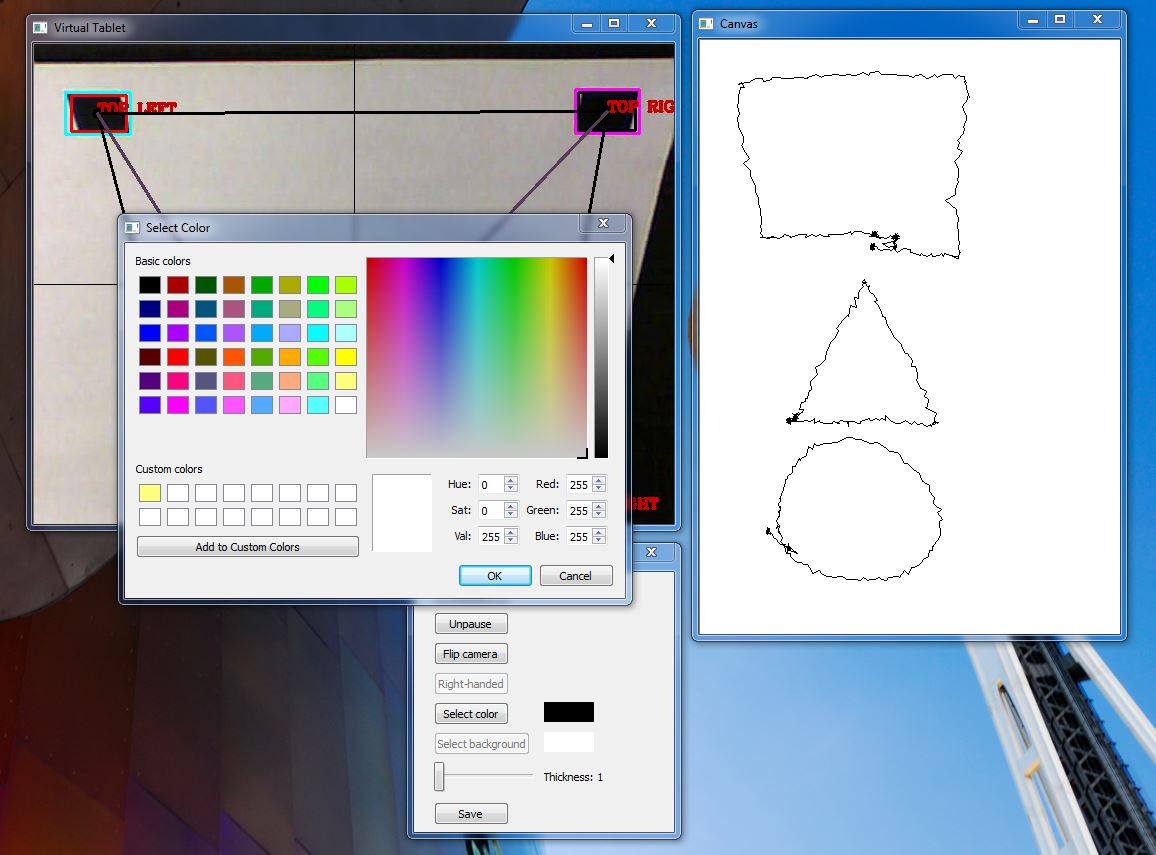 Virtual Tablet
TOP LEFT
TOP RIG
Select Color
Basic colors
Custom colors
Hue: 0
Red: 255
Sat: 0
Green: 255
Val: 255
Blue: 255
Add to Custom Colors
OK
Cancel
GHT
Unpause
Flip camera
Right-handed
Select color
Select background
Thickness: 1
Save
Canvas